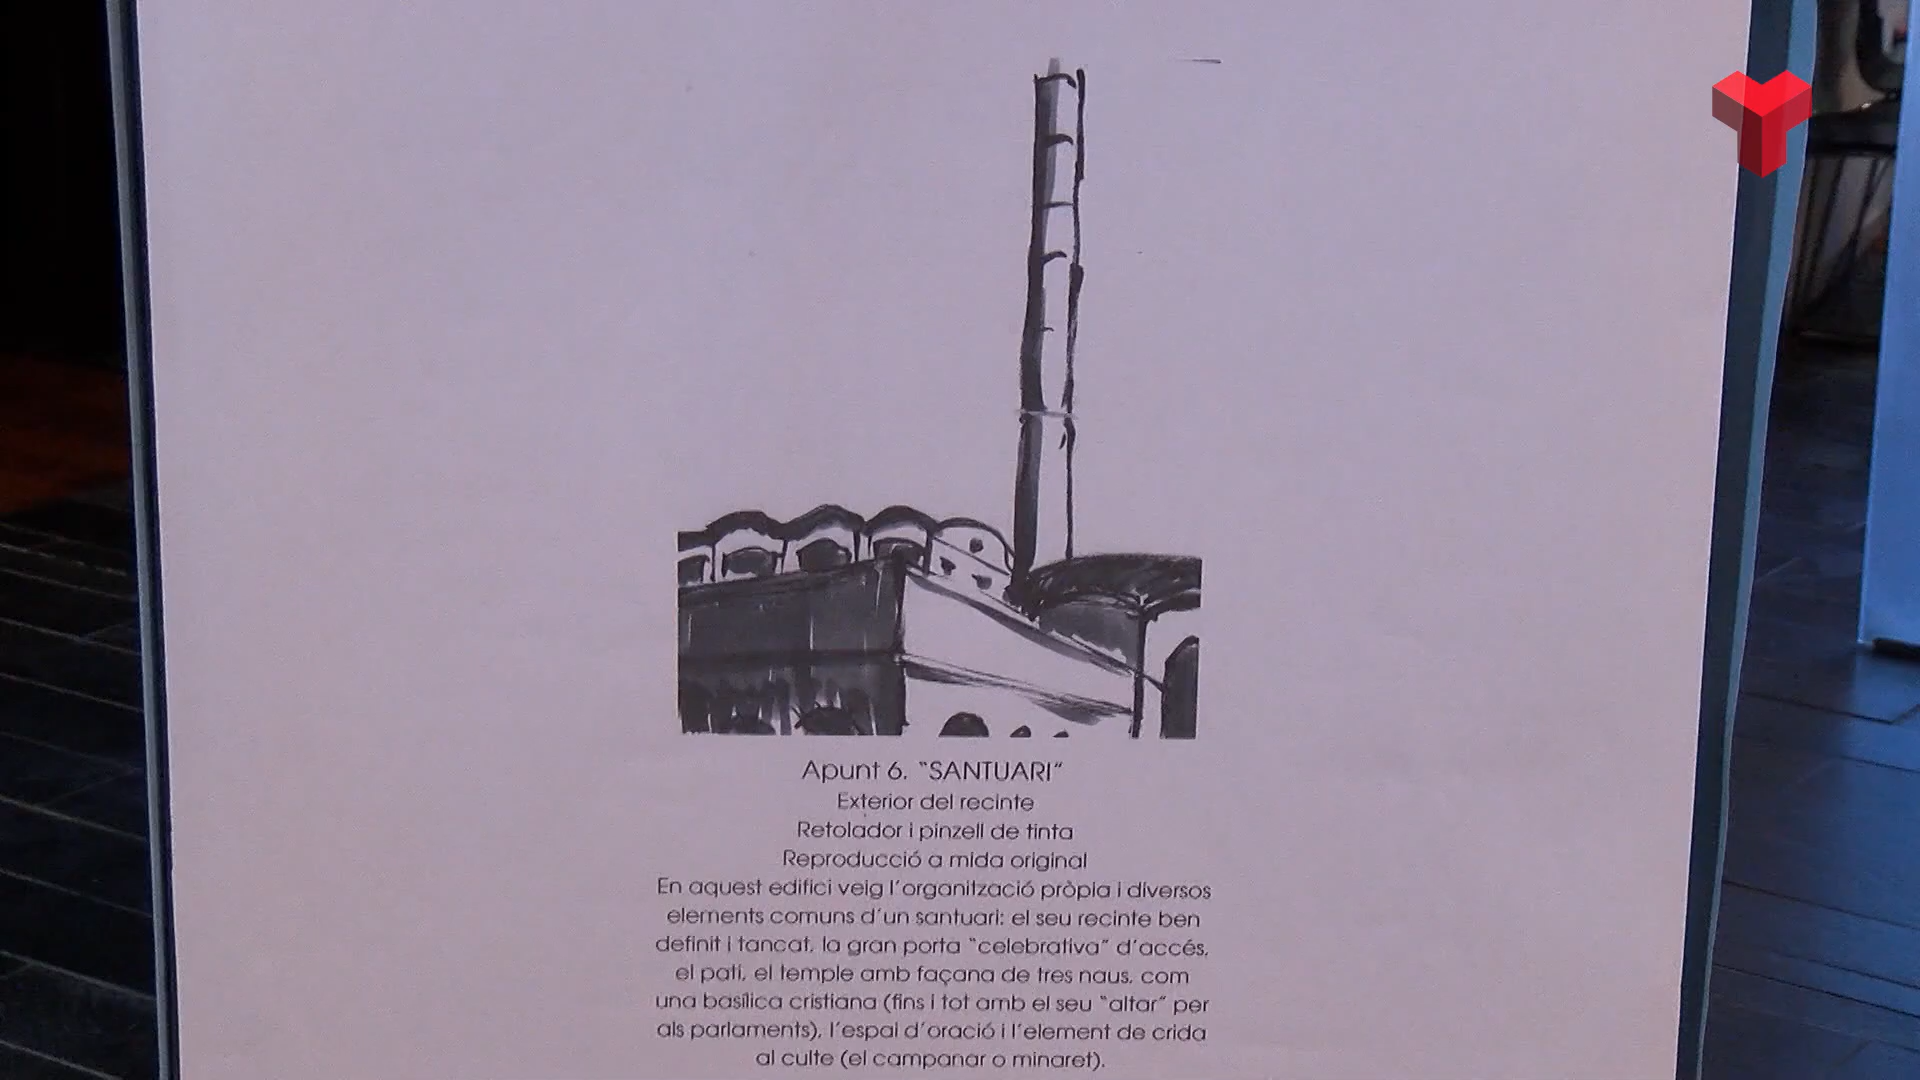 Apunt 6. "SANTUARI"
Exterior del recinte
Retolador i pinzell de tinta
Reproducció a mida original
En aquest edifici veig l'organització pròpia i diversos
elements comuns d'un santuari: el seu recinte ben
definit i tancat, la gran porta "celebrativa" d'accés,
el pati, el temple amb façana de tres naus, com
una basílica cristiana (fins i tot amb el seu "altar" per
als parlaments), l'espai d'oració i l'element de crida
al culte (el campanar o minaret).